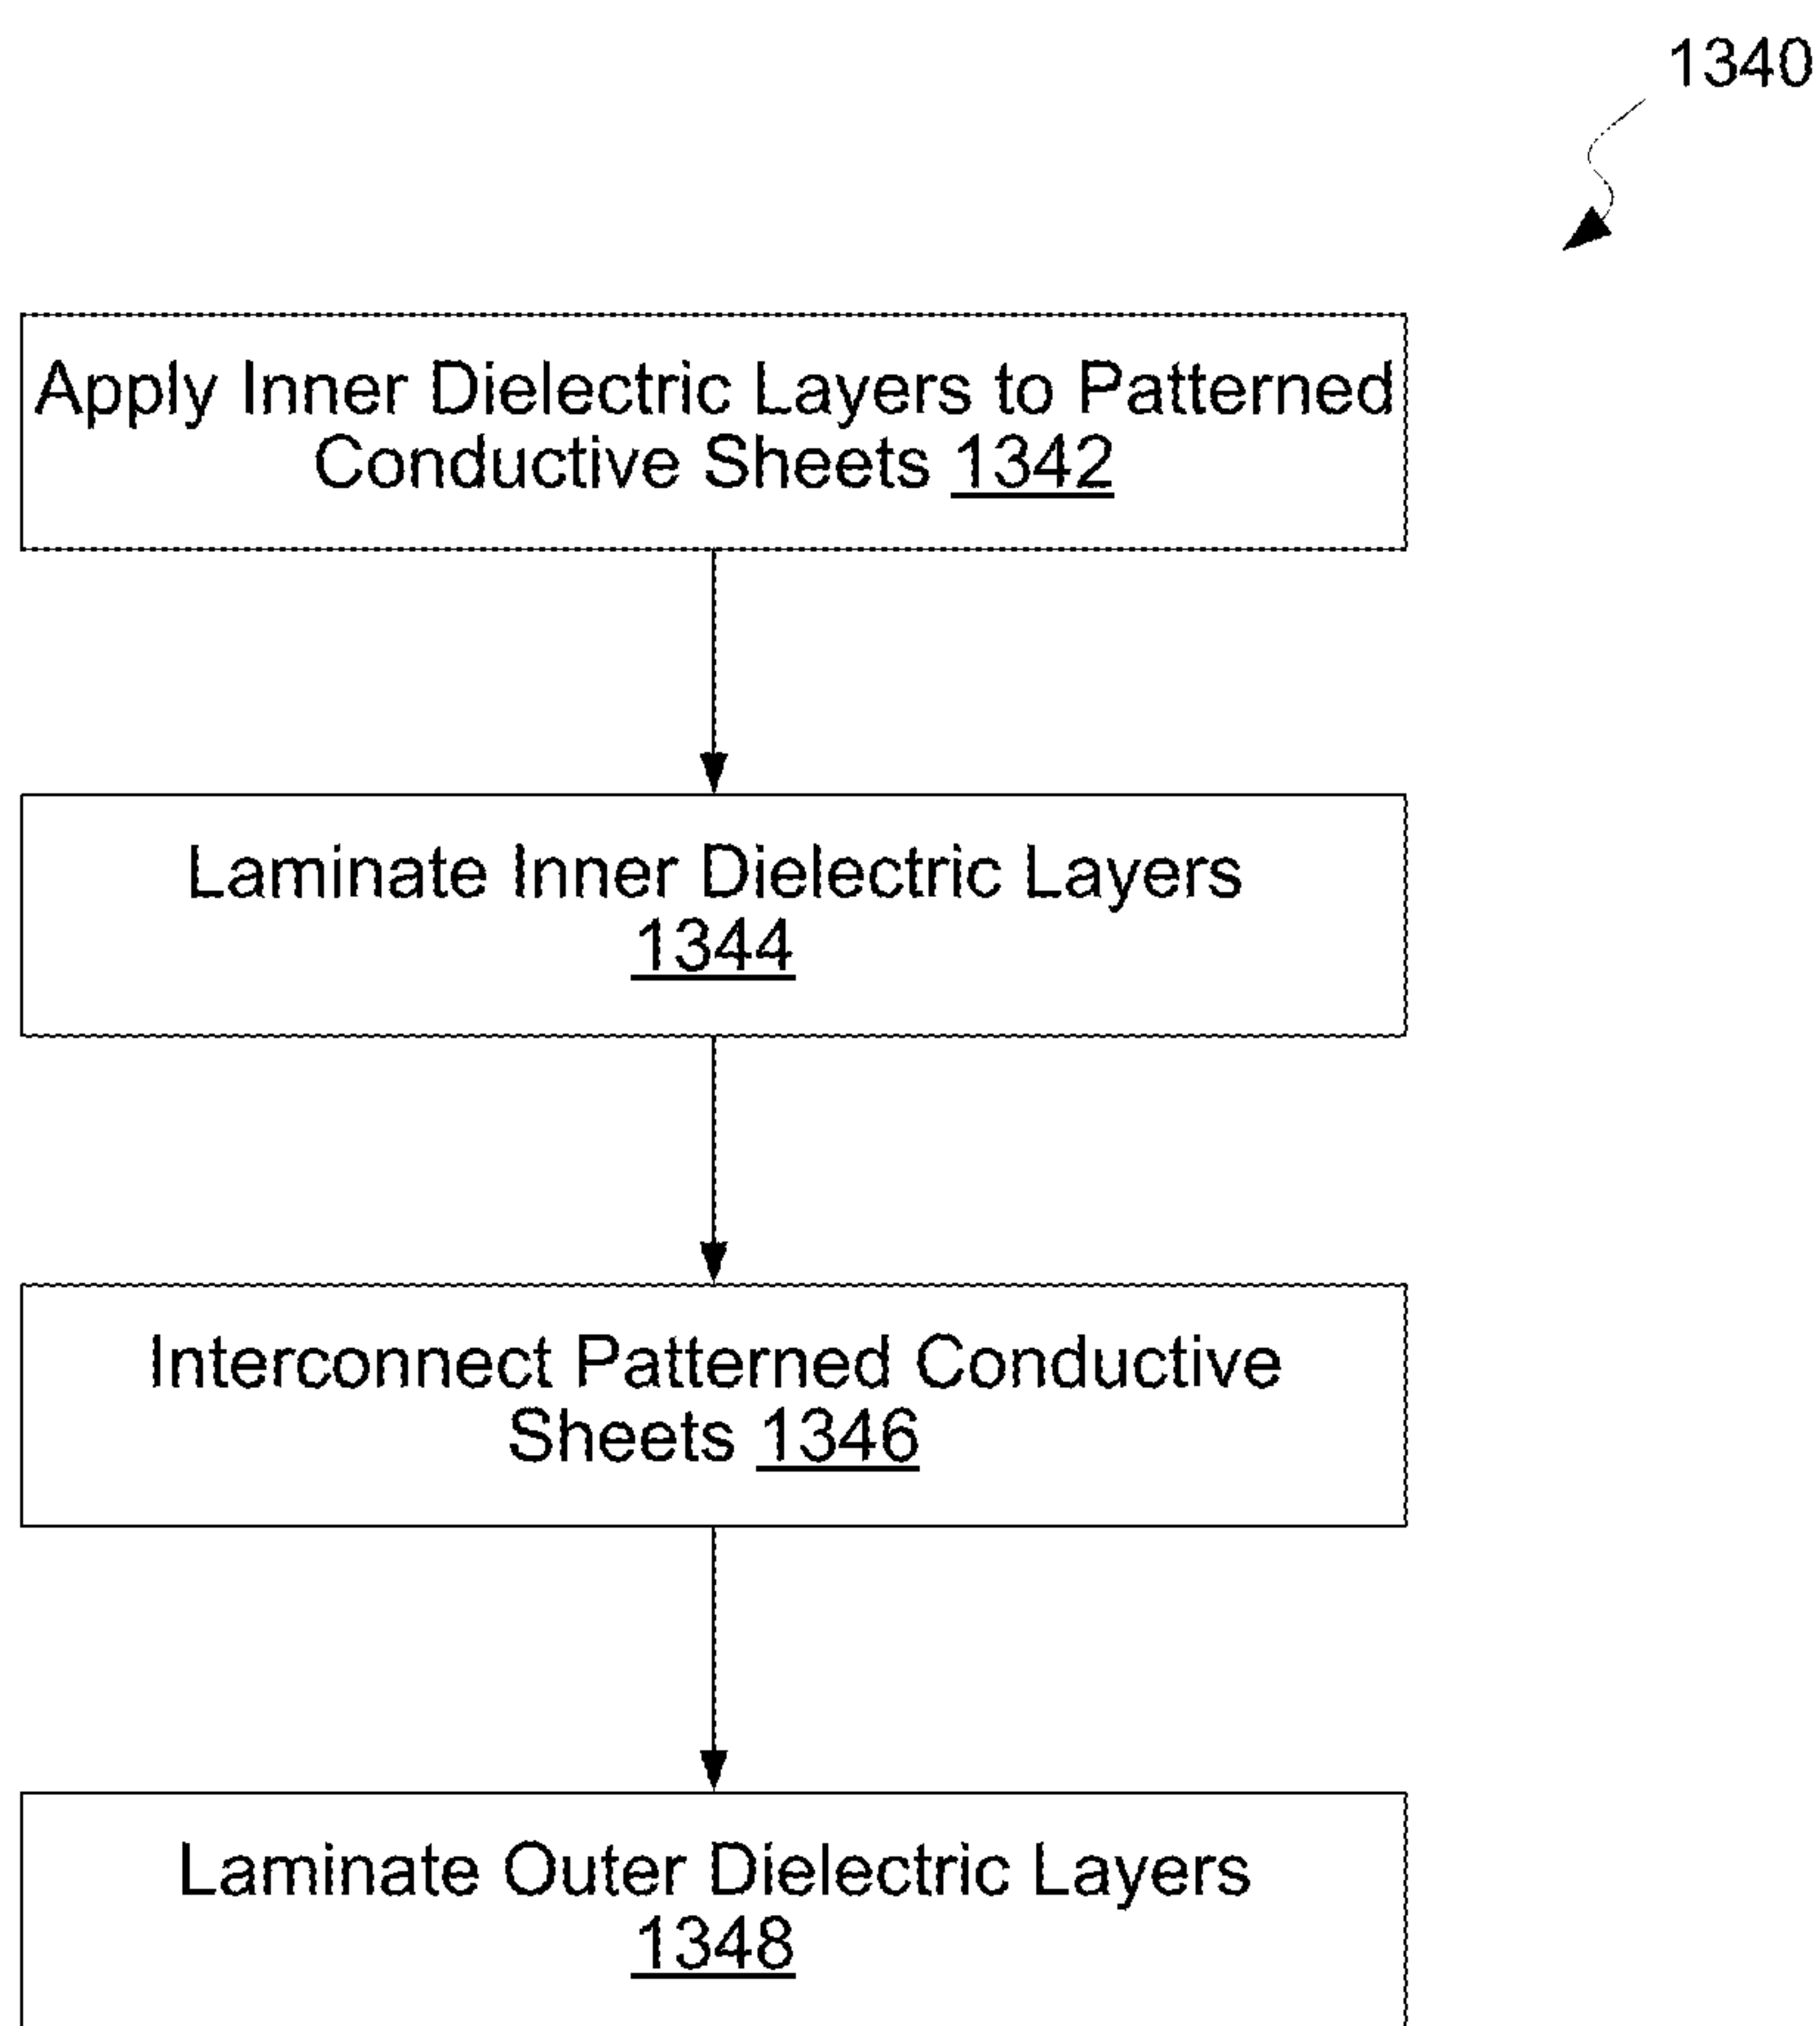 1340
Apply Inner Dielectric Layers to Patterned
Conductive Sheets 1342
Laminate Inner Dielectric Layers
1344
Interconnect Patterned Conductive
Sheets 1346
Laminate Outer Dielectric Layers
1348